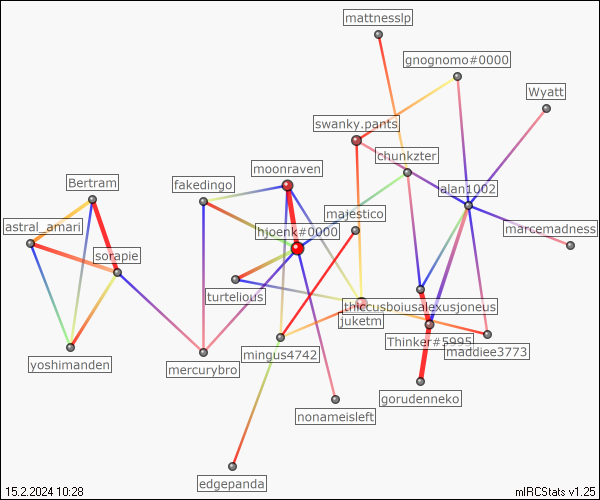 mattnesslp
gnognomo#0000
Wyatt
swanky.pants
chunkzter
moonraven
Bertram
fakedingo
alan1002
majestico
astral_amari
hjoenk#0000
marcemadness
sorapie
turtelious
thiccusboiusalexusjoneus
juketm
Thinker#5995
mingus4742
maddiee3773
yoshimanden
mercurybro
gorudenneko
nonameisleft
edgepanda
15.2.2024 10:28
mIRCStats v1.25